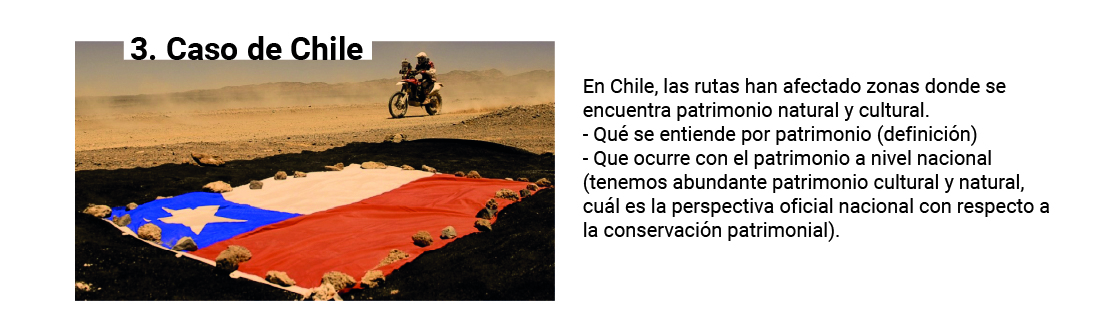 3. Caso de Chile
En Chile, las rutas han afectado zonas donde se
encuentra patrimonio natural y cultural.
- Qué se entiende por patrimonio (definición)
- Que ocurre con el patrimonio a nivel nacional
(tenemos abundante patrimonio cultural y natural,
cuál es la perspectiva oficial nacional con respecto a
la conservación patrimonial).